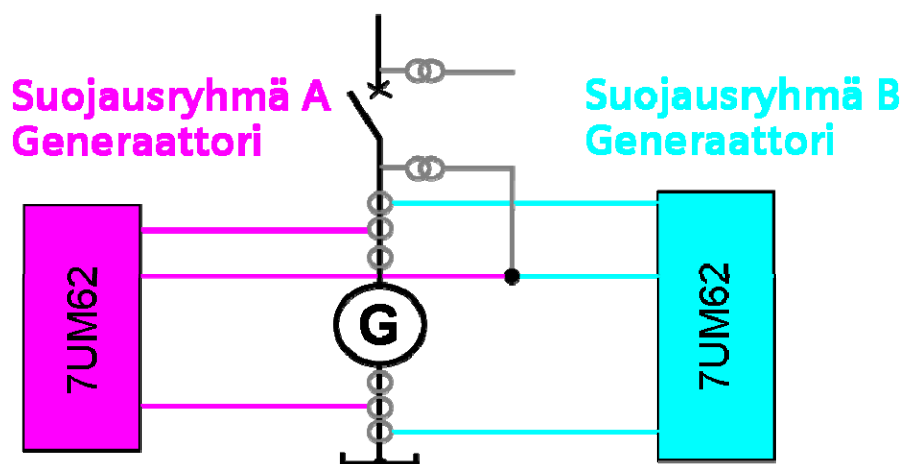 Suojausryhmä A
Generaattori
Suojausryhmä B
Generaattori
7UM62
G
7UM62